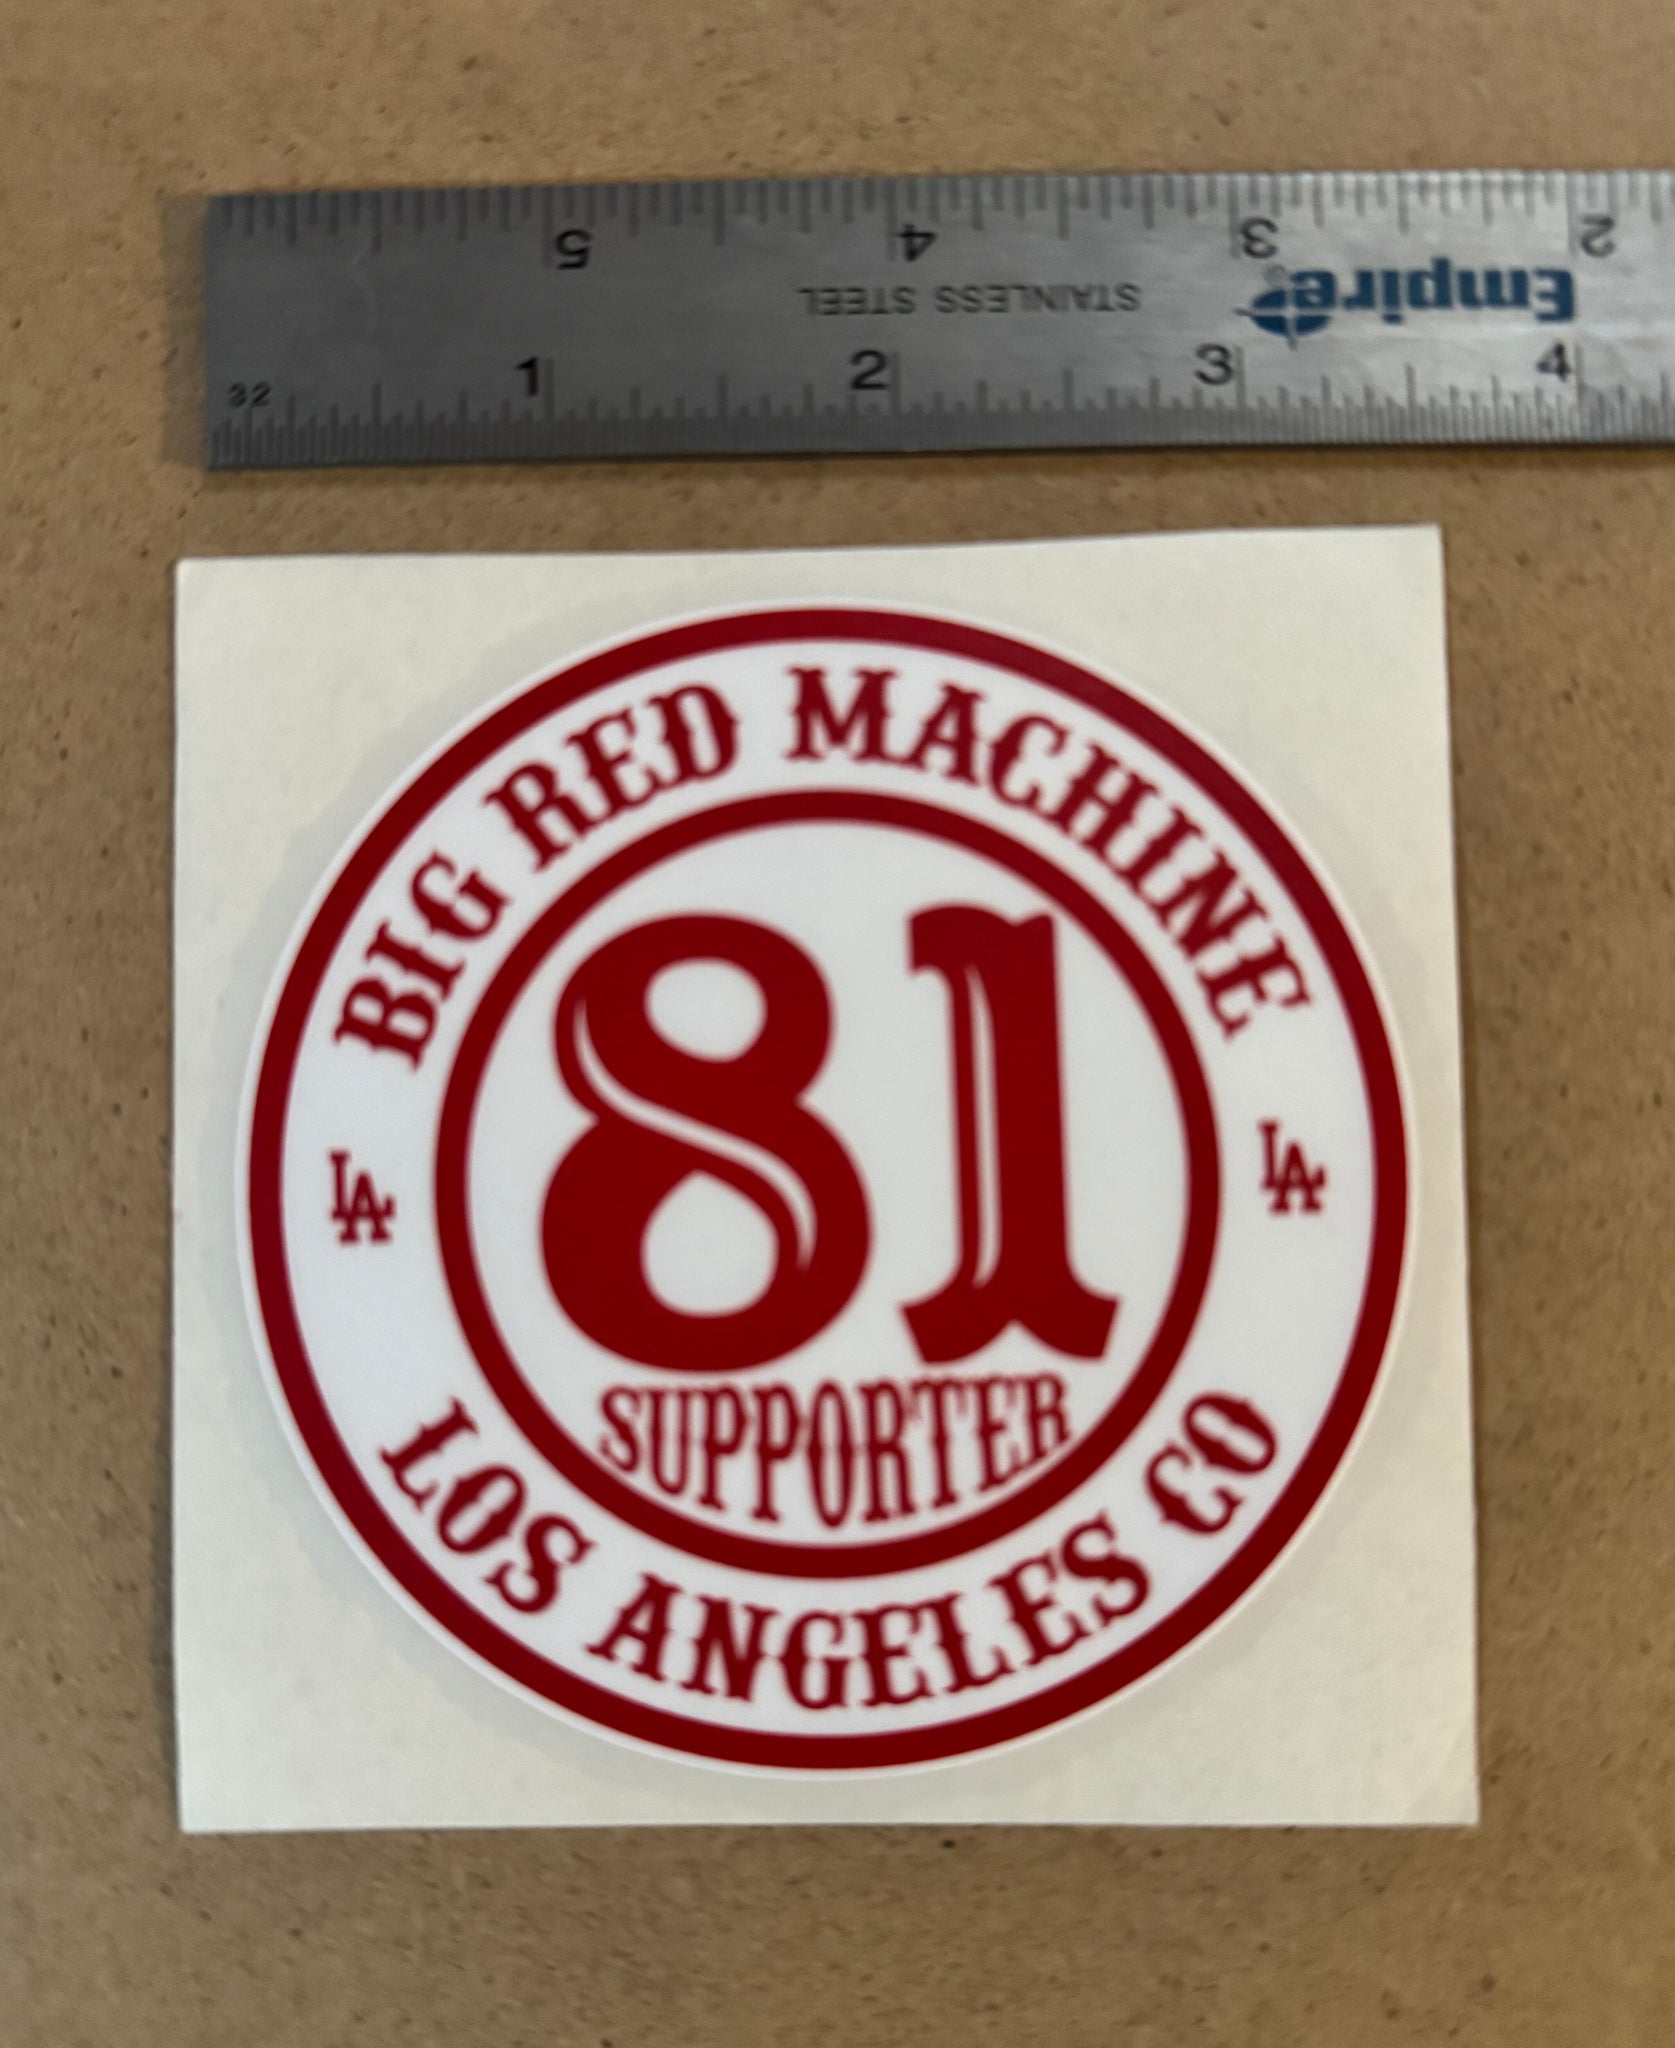 5 4 3 2
STAINLESS STEEL Empire
1 2 3 4
32
BIG RED MACHINE
LA LA
81
SUPPORTER
LOS ANGELES CO